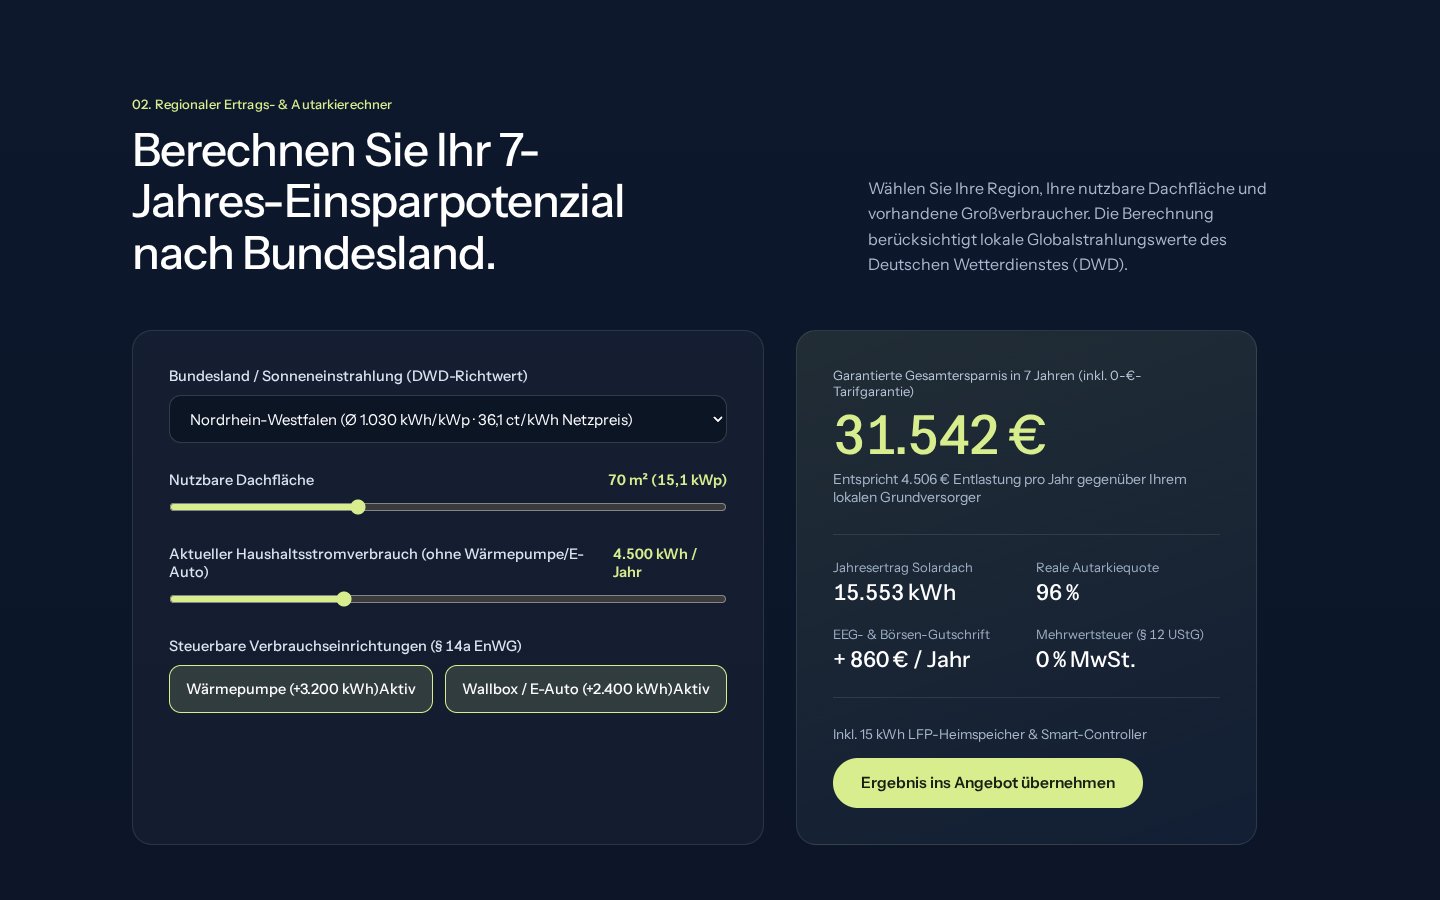 02. Regionaler Ertrags- & Autarkierechner
Berechnen Sie Ihr 7-
Jahres-Einsparpotenzial
nach Bundesland.
Wählen Sie Ihre Region, Ihre nutzbare Dachfläche und
vorhandene Großverbraucher. Die Berechnung
berücksichtigt lokale Globalstrahlungswerte des
Deutschen Wetterdienstes (DWD).
Bundesland / Sonneneinstrahlung (DWD-Richtwert)
Nordrhein-Westfalen (Ø 1.030 kWh/kWp · 36,1 ct/kWh Netzpreis)
Nutzbare Dachfläche
70 m² (15,1 kWp)
Aktueller Haushaltsstromverbrauch (ohne Wärmepumpe/E-
Auto)
4.500 kWh /
Jahr
Steuerbare Verbrauchseinrichtungen (§ 14a EnWG)
Wärmepumpe (+3.200 kWh)Aktiv
Wallbox / E-Auto (+2.400 kWh)Aktiv
Garantierte Gesamtersparnis in 7 Jahren (inkl. 0-€-
Tarifgarantie)
31.542 €
Entspricht 4.506 € Entlastung pro Jahr gegenüber Ihrem
lokalen Grundversorger
Jahresertrag Solardach
15.553 kWh
Reale Autarkiequote
96 %
EEG- & Börsen-Gutschrift
+ 860 € / Jahr
Mehrwertsteuer (§ 12 UStG)
0 % MwSt.
Inkl. 15 kWh LFP-Heimspeicher & Smart-Controller
Ergebnis ins Angebot übernehmen